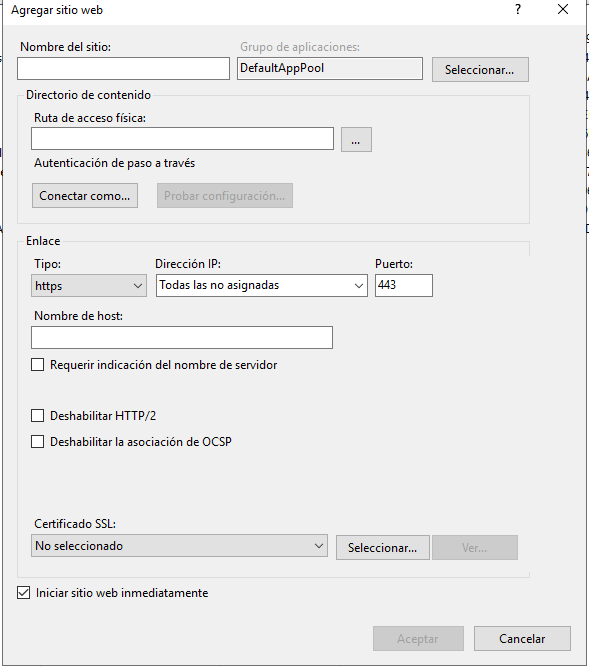 Agregar sitio web
?
Nombre del sitio:
Grupo de aplicaciones:
DefaultAppPool
Seleccionar...
Directorio de contenido
Ruta de acceso física:
...
Autenticación de paso a través
Conectar como...
Probar configuración...
Enlace
Tipo:
Dirección IP:
Puerto:
https
Todas las no asignadas
443
Nombre de host:
Requerir indicación del nombre de servidor
Deshabilitar HTTP/2
Deshabilitar la asociación de OCSP
Certificado SSL:
No seleccionado
Seleccionar...
Ver...
Iniciar sitio web inmediatamente
Aceptar
Cancelar